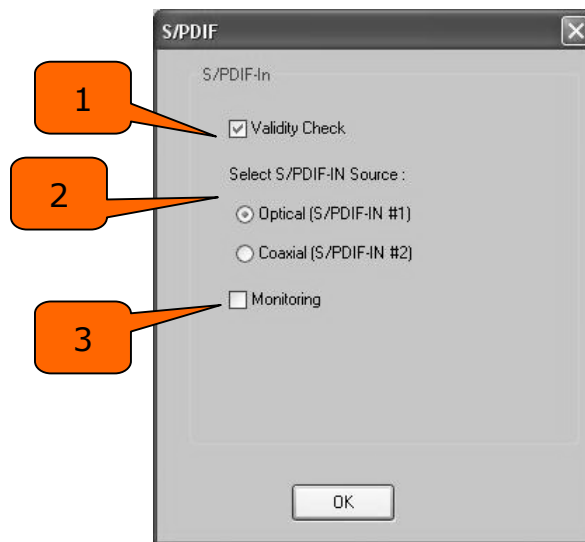 S/PDIF
S/PDIF-In
1
Validity Check
2
Select S/PDIF-IN Source :
Optical (S/PDIF-IN #1)
Coaxial (S/PDIF-IN #2)
3
Monitoring
OK